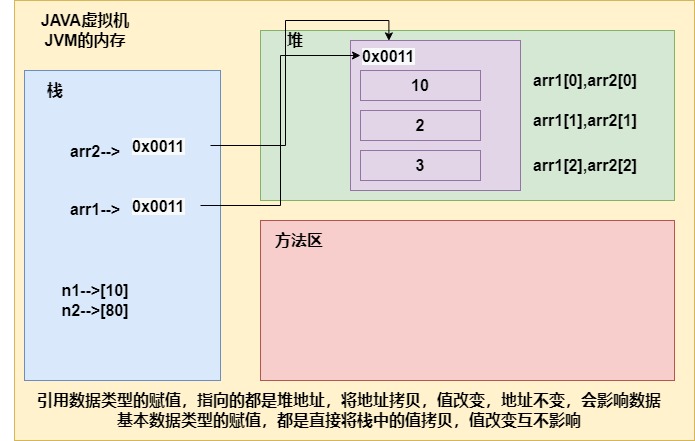 JAVA虚拟机
JVM的内存
栈
arr2--> 0x0011
arr1--> 0x0011
n1-->[10]
n2-->[80]
堆
0x0011
10
arr1[0],arr2[0]
2
arr1[1],arr2[1]
3
arr1[2],arr2[2]
方法区
引用数据类型的赋值，指向的都是堆地址，将地址拷贝，值改变，地址不变，会影响数据
基本数据类型的赋值，都是直接将栈中的值拷贝，值改变互不影响